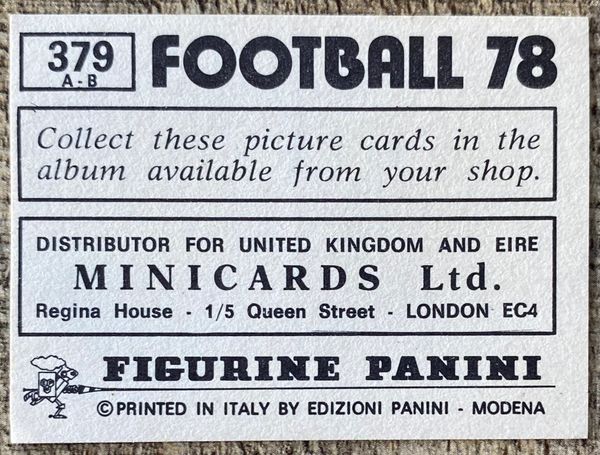 379
A - B
FOOTBALL 78
Collect these picture cards in the
album available from your shop.
DISTRIBUTOR FOR UNITED KINGDOM AND EIRE
MINICARDS Ltd.
Regina House - 1/5 Queen Street - LONDON EC4
FIGURINE PANINI
© PRINTED IN ITALY BY EDIZIONI PANINI - MODENA